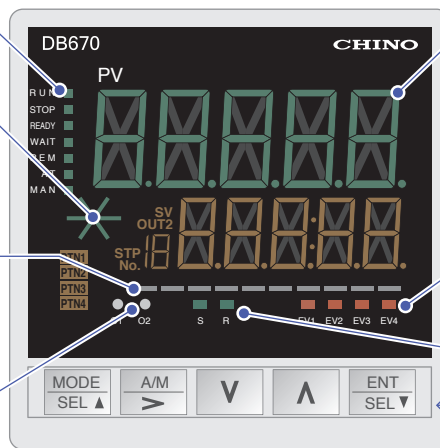 DB670
CHINO
PV
RUN
STOP
READY
WAIT
AT
MAN
SV
OUT2
STP
No.
PTN1
PTN2
PTN3
PTN4
O2
S
R
EV1
EV2
EV3
EV4
MODE
SEL ▲
A/M
>
∨
∧
ENT
SEL ▼